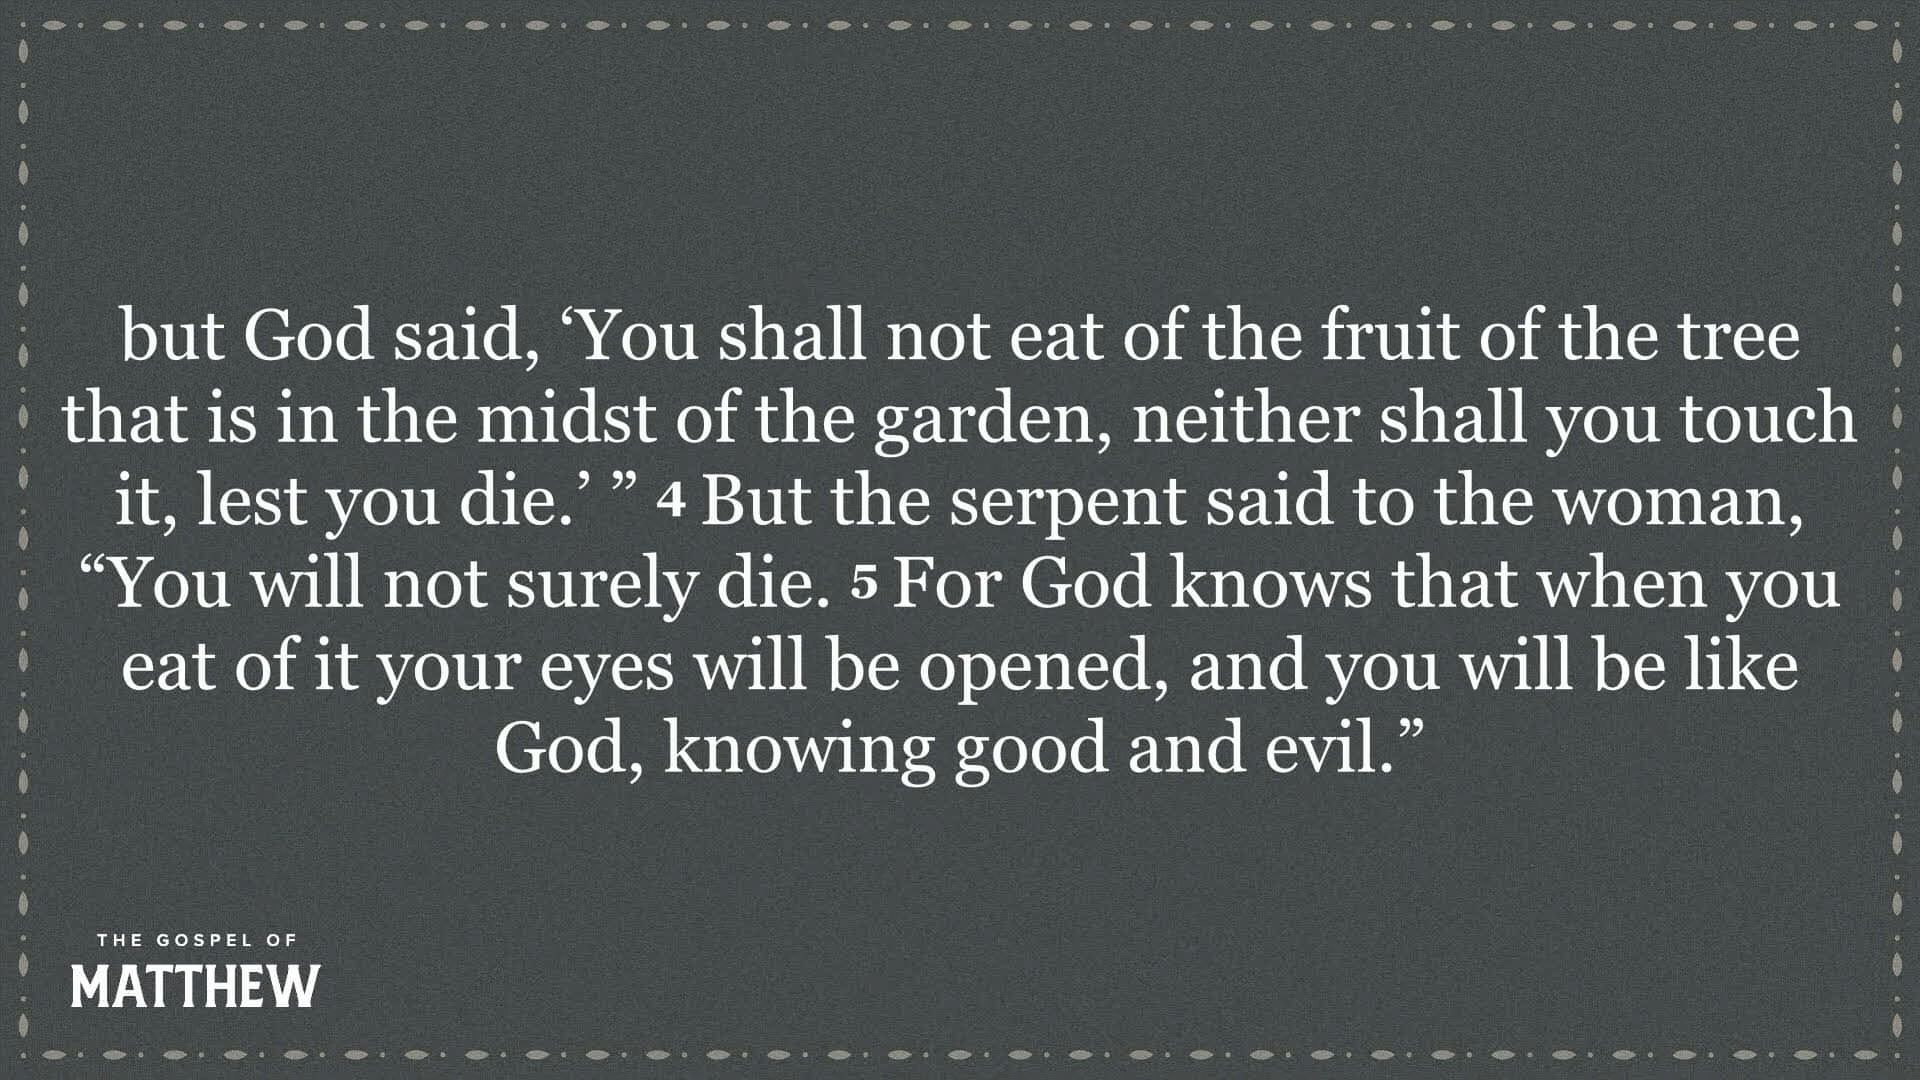 but God said, ‘You shall not eat of the fruit of the tree
that is in the midst of the garden, neither shall you touch
it, lest you die.’ ” 4 But the serpent said to the woman,
“You will not surely die. 5 For God knows that when you
eat of it your eyes will be opened, and you will be like
God, knowing good and evil.”
THE GOSPEL OF
MATTHEW